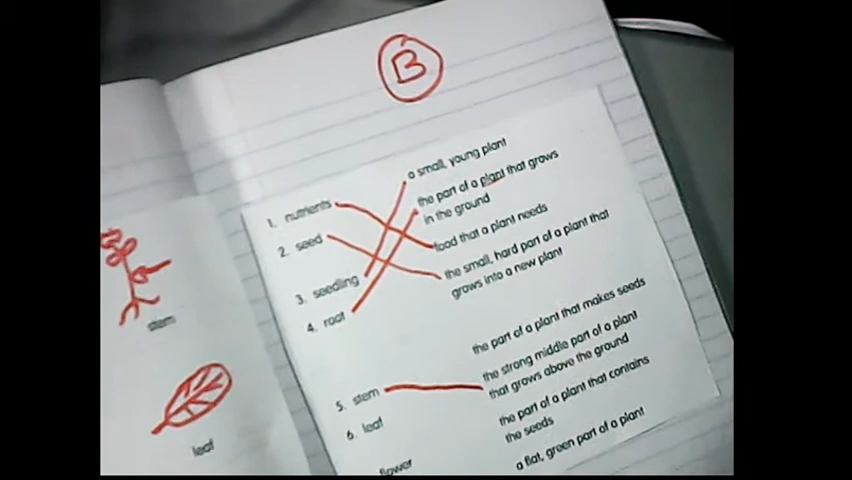 B
a small, young plant
1. nutrients
the part of a plant that grows
in the ground
2. seed
food that a plant needs
the small, hard part of a plant that
grows into a new plant
3. seedling
4. root
the part of a plant that makes seeds
5. stem
the strong middle part of a plant
that grows above the ground
6. leaf
the part of a plant that contains
the seeds
flower
a flat, green part of a plant
stem
leaf